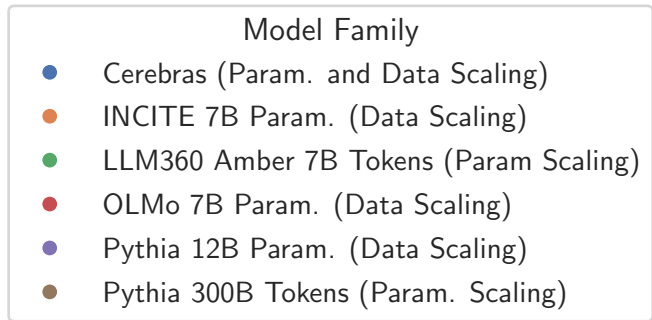 Model Family
Cerebras (Param. and Data Scaling)
INCITE 7B Param. (Data Scaling)
LLM360 Amber 7B Tokens (Param Scaling)
OLMo 7B Param. (Data Scaling)
Pythia 12B Param. (Data Scaling)
Pythia 300B Tokens (Param. Scaling)